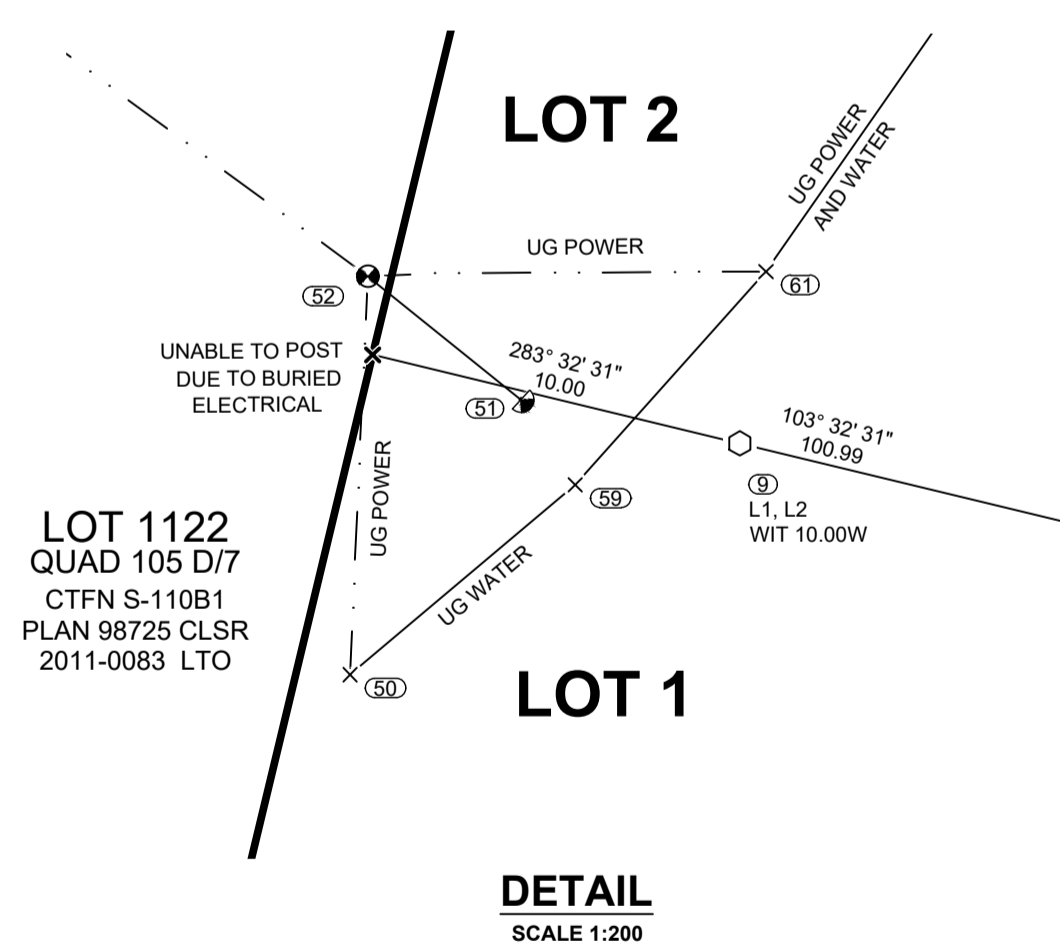 LOT 2
UG POWER
AND WATER
UG POWER
52
61
UNABLE TO POST
DUE TO BURIED
ELECTRICAL
283° 32' 31"
10.00
51
103° 32' 31"
100.99
9
L1, L2
WIT 10.00W
59
UG POWER
UG WATER
LOT 1122
QUAD 105 D/7
CTFN S-110B1
PLAN 98725 CLSR
2011-0083 LTO
50
LOT 1
DETAIL
SCALE 1:200